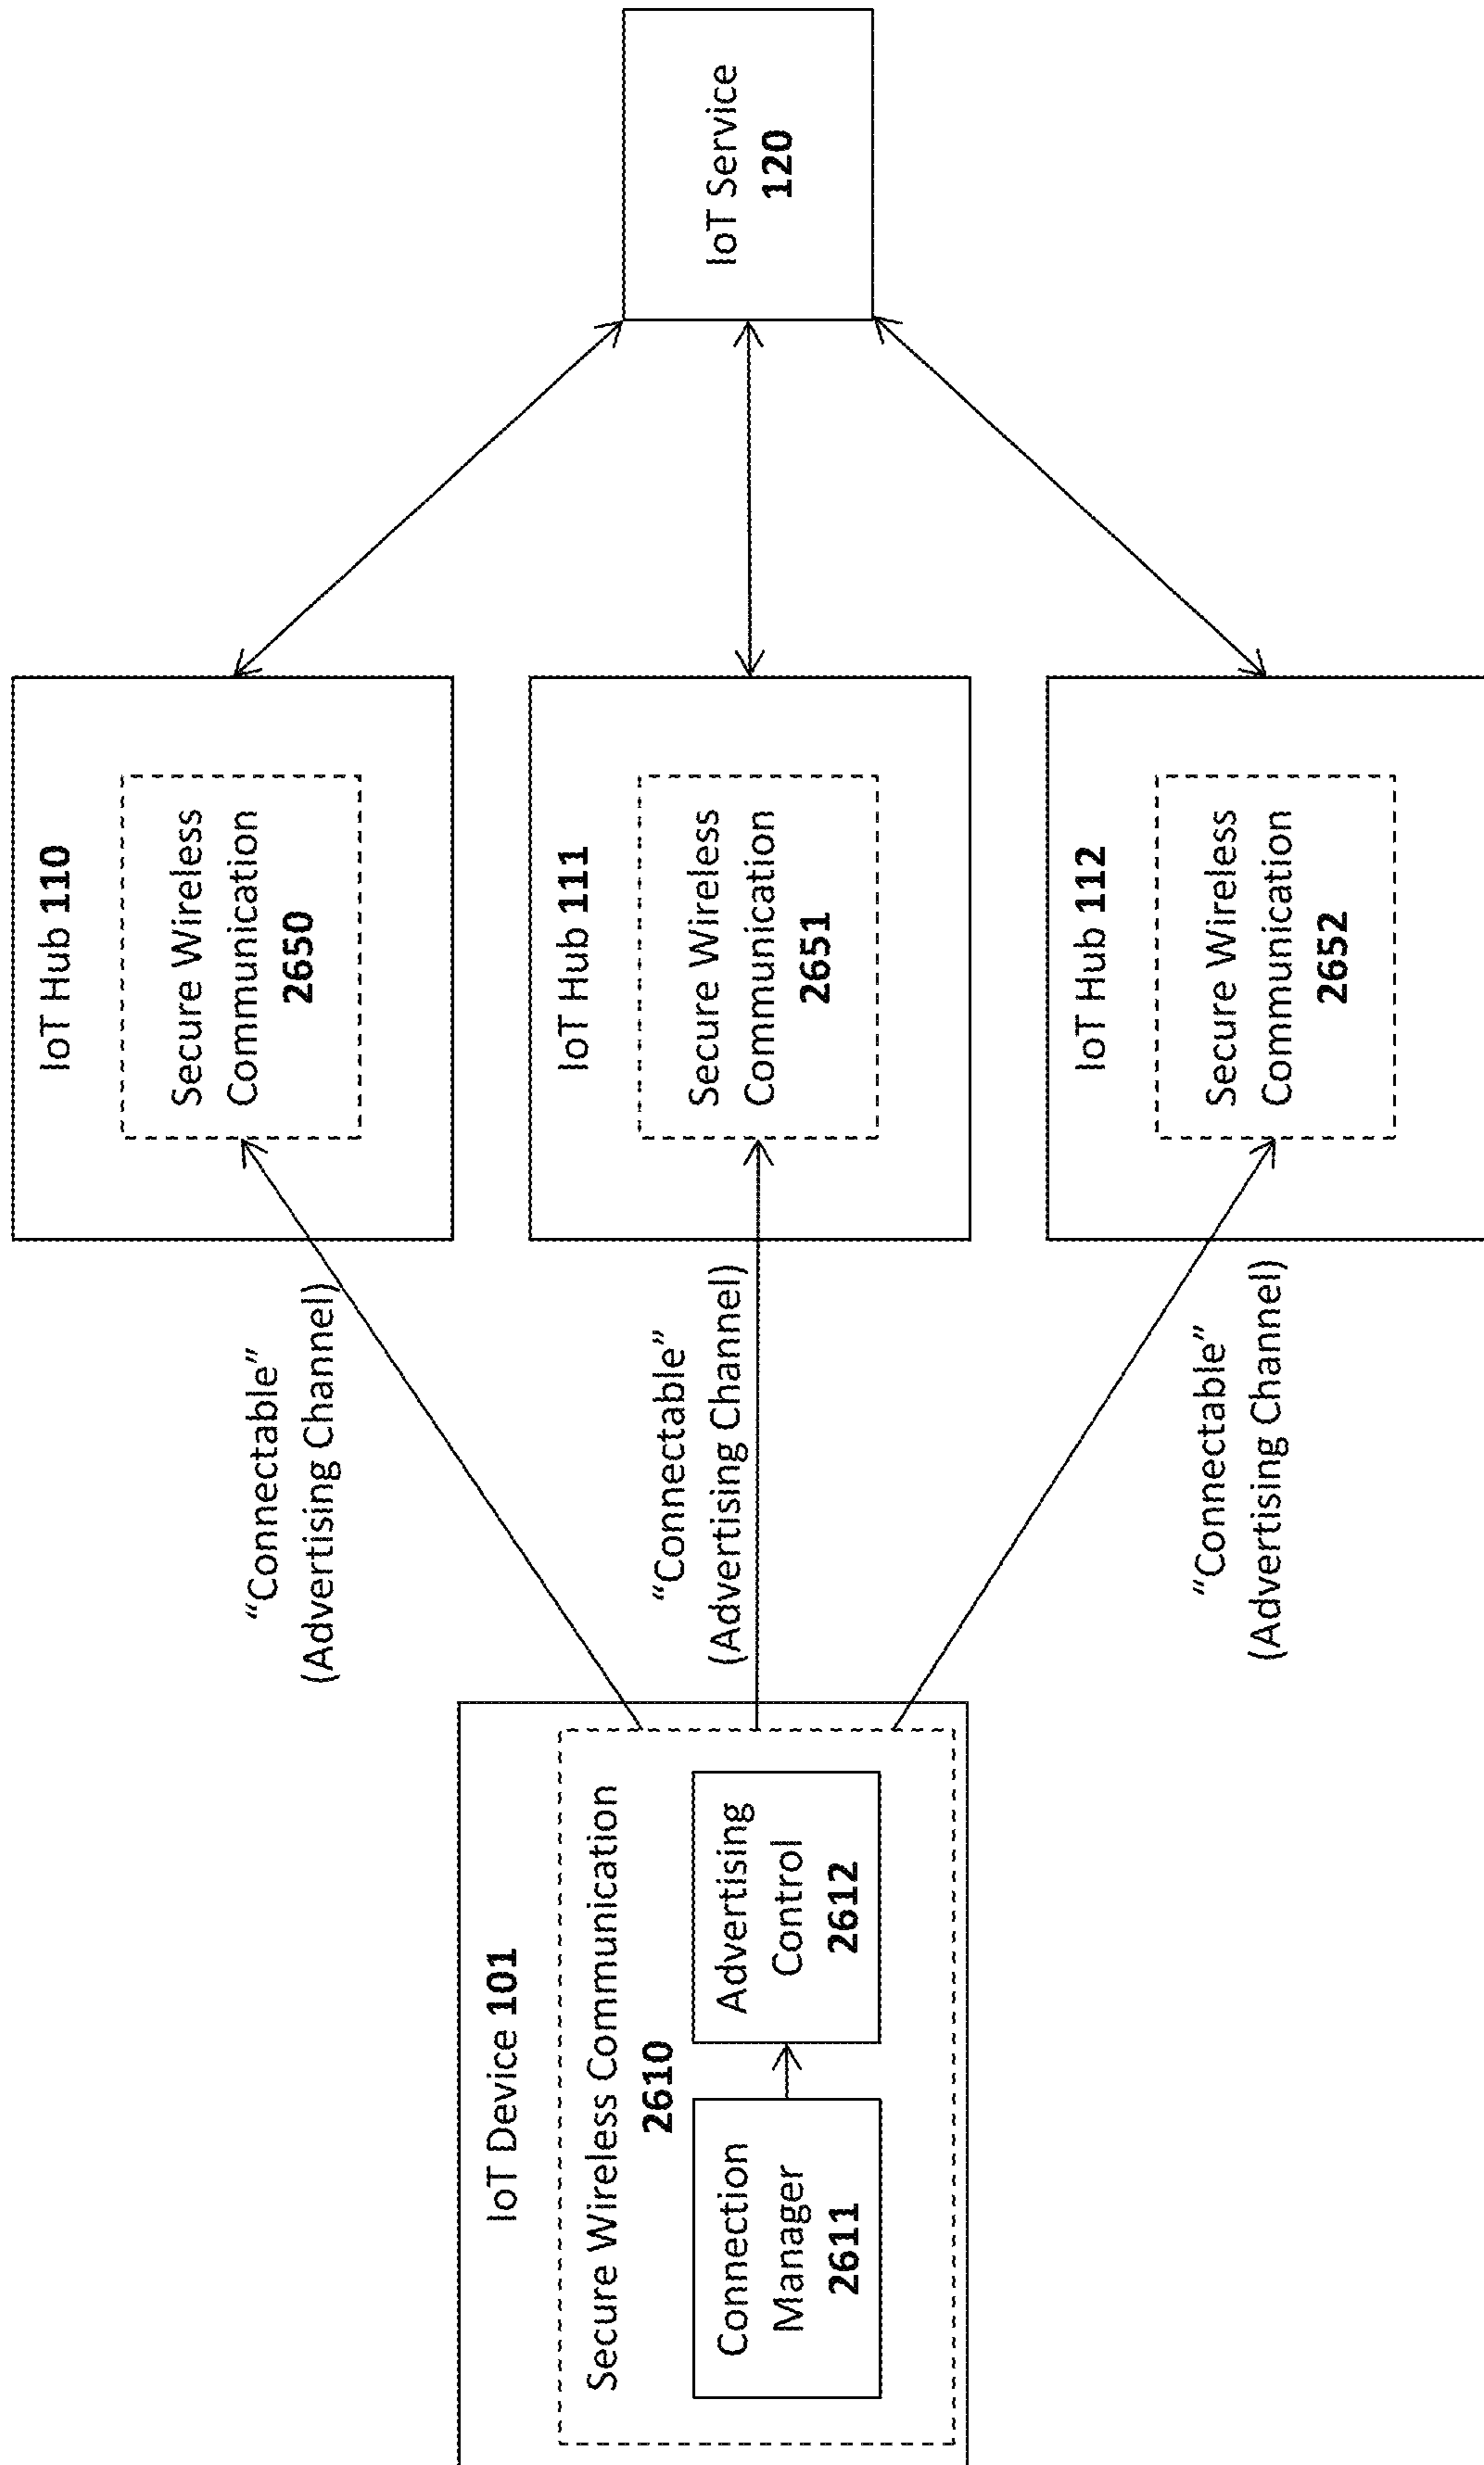 IoT Device 101
Secure Wireless Communication
2610
Connection
Manager
2611
Advertising
Control
2612
“Connectable”
(Advertising Channel)
“Connectable”
(Advertising Channel)
“Connectable”
(Advertising Channel)
IoT Hub 110
Secure Wireless
Communication
2650
IoT Hub 111
Secure Wireless
Communication
2651
IoT Hub 112
Secure Wireless
Communication
2652
IoT Service
120